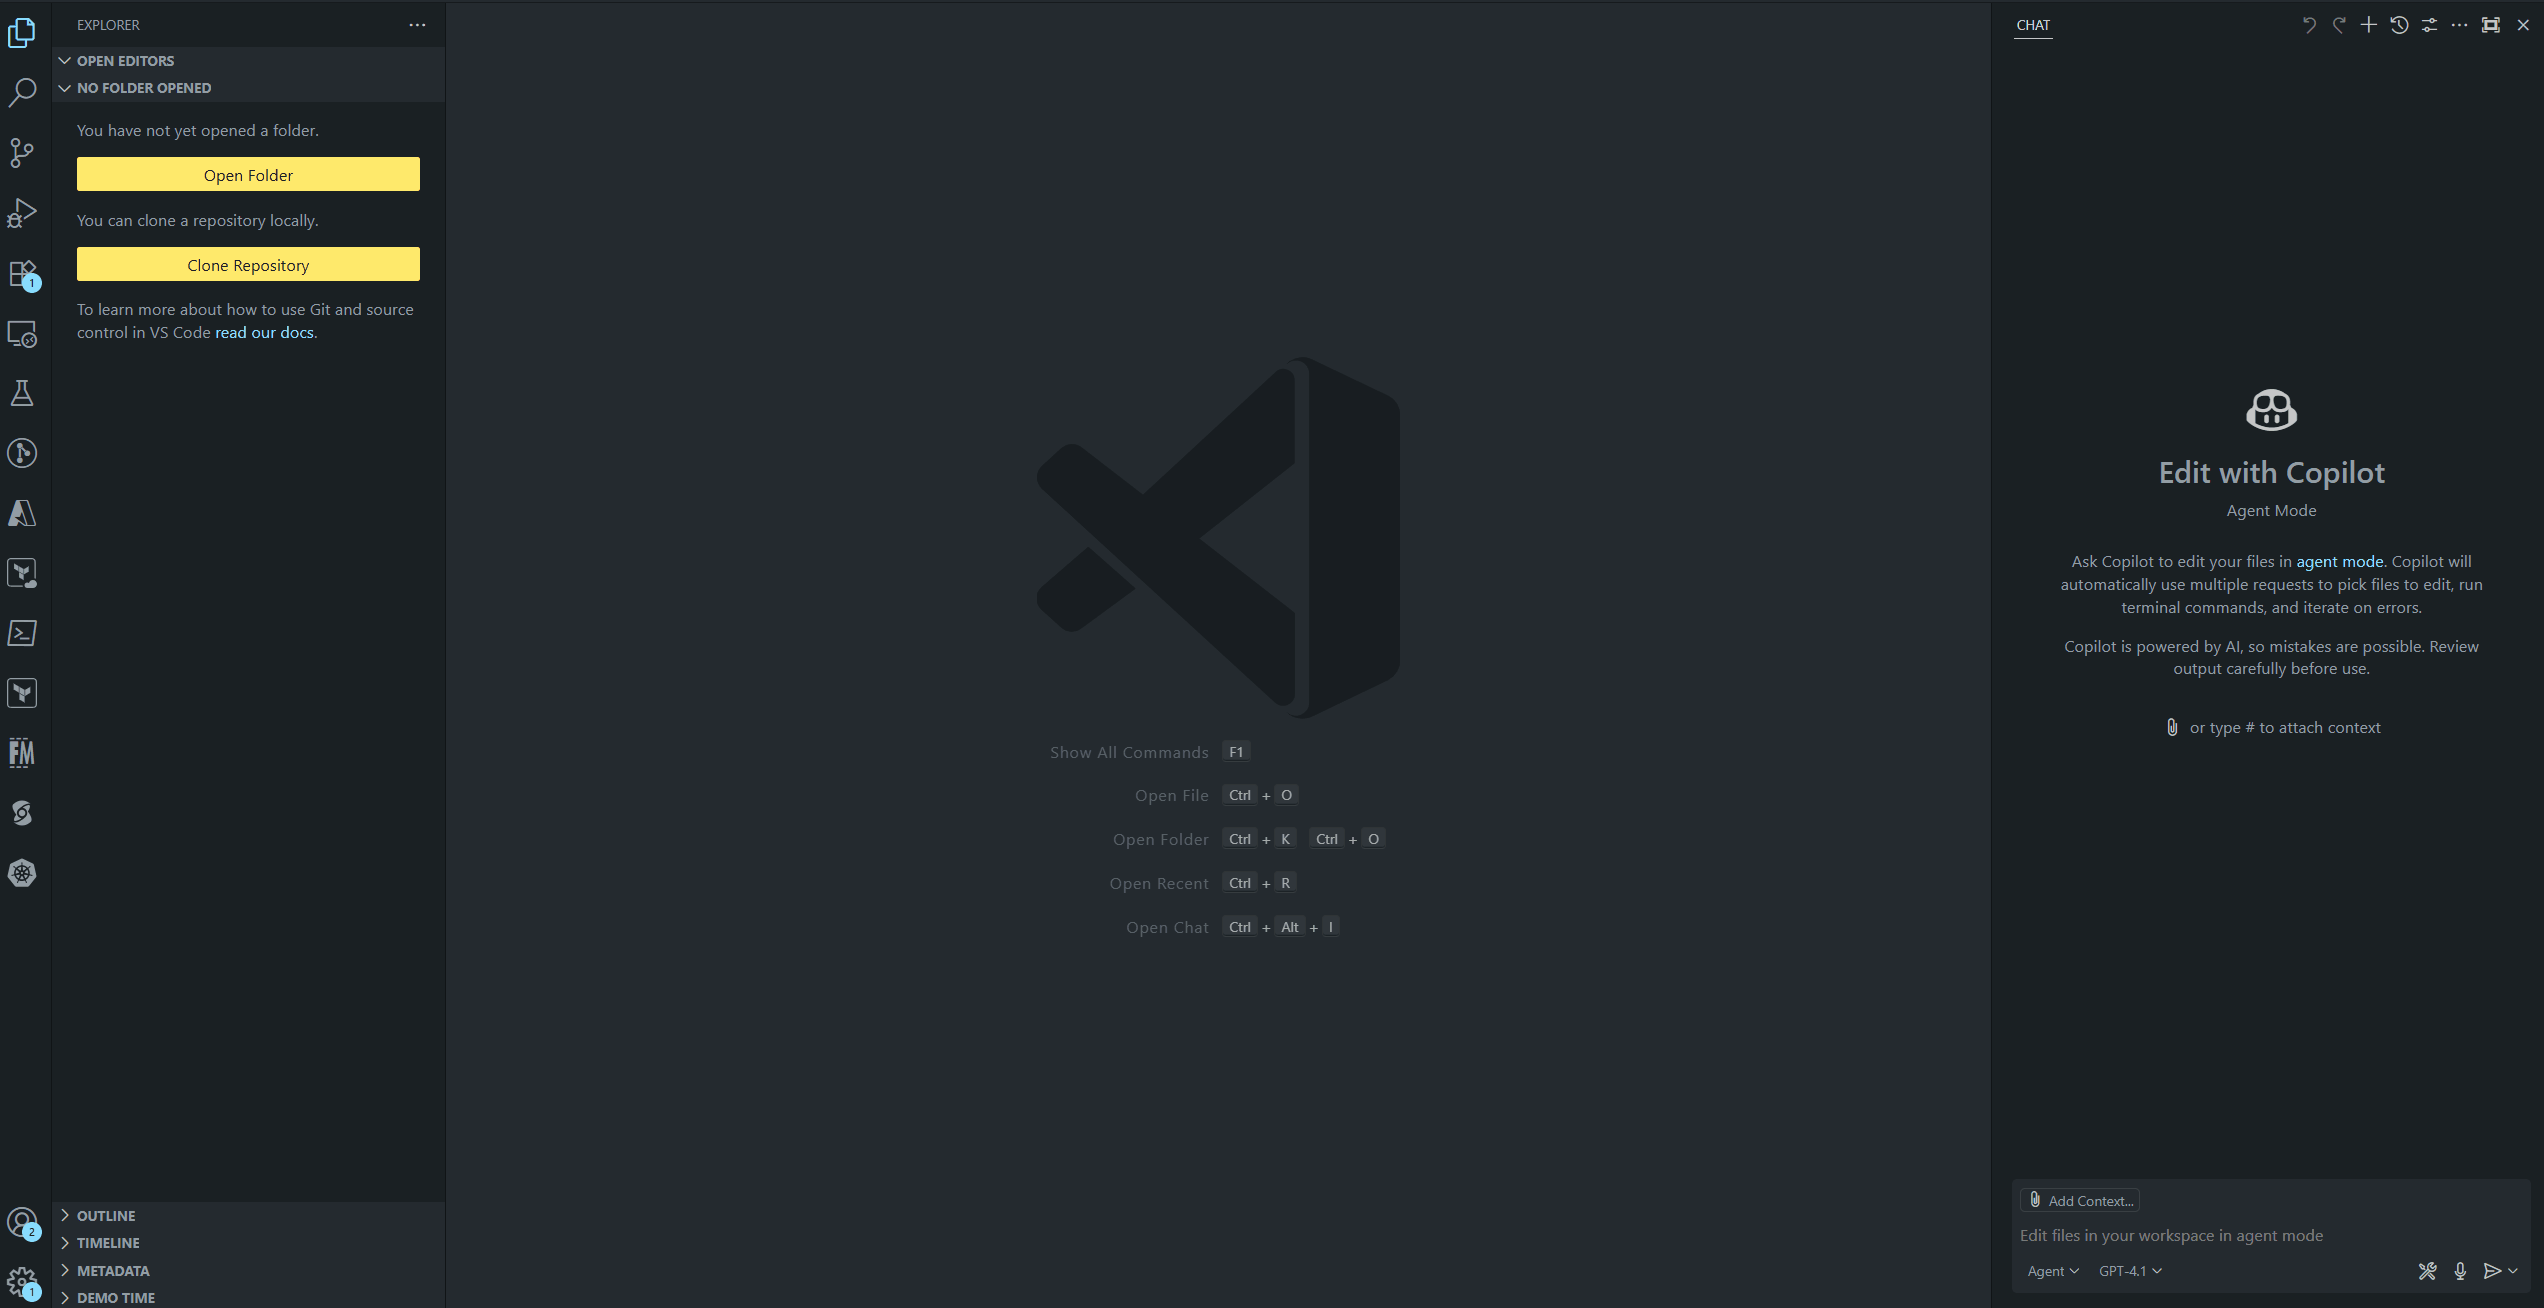 EXPLORER
OPEN EDITORS
NO FOLDER OPENED
You have not yet opened a folder.
Open Folder
You can clone a repository locally.
Clone Repository
To learn more about how to use Git and source
control in VS Code read our docs.
1
FM
2
1
OUTLINE
TIMELINE
METADATA
DEMO TIME
Show All Commands F1
Open File Ctrl + O
Open Folder Ctrl + K Ctrl + O
Open Recent Ctrl + R
Open Chat Ctrl + Alt + I
CHAT
Edit with Copilot
Agent Mode
Ask Copilot to edit your files in agent mode. Copilot will
automatically use multiple requests to pick files to edit, run
terminal commands, and iterate on errors.
Copilot is powered by AI, so mistakes are possible. Review
output carefully before use.
or type # to attach context
Add Context...
Edit files in your workspace in agent mode
Agent GPT-4.1